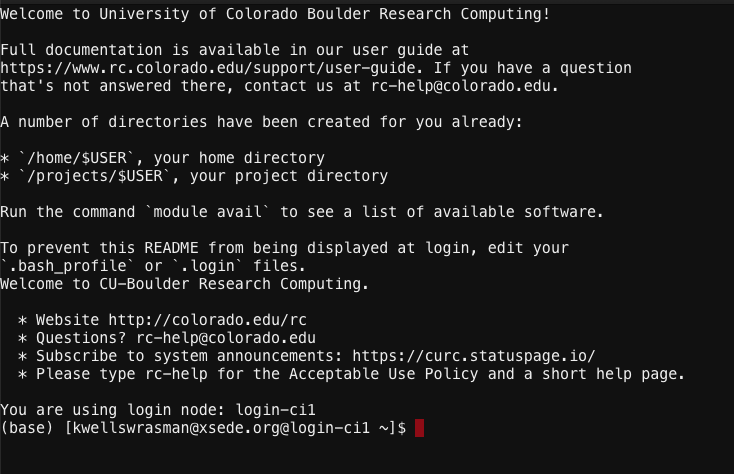 Welcome to University of Colorado Boulder Research Computing!
Full documentation is available in our user guide at
https://www.rc.colorado.edu/support/user-guide. If you have a question
that's not answered there, contact us at rc-help@colorado.edu.
A number of directories have been created for you already:
* `/home/$USER`, your home directory
* `/projects/$USER`, your project directory
Run the command `module avail` to see a list of available software.
To prevent this README from being displayed at login, edit your
`.bash_profile` or `.login` files.
Welcome to CU-Boulder Research Computing.
* Website http://colorado.edu/rc
* Questions? rc-help@colorado.edu
* Subscribe to system announcements: https://curc.statuspage.io/
* Please type rc-help for the Acceptable Use Policy and a short help page.
You are using login node: login-ci1
(base) [kwellswrasman@xsede.org@login-ci1 ~]$